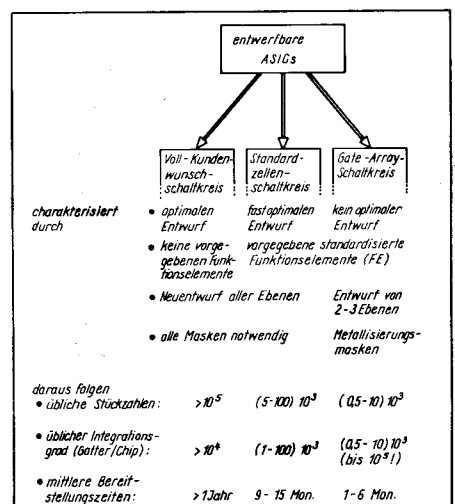 entwerfbare
ASICs
Voll-Kunden-
wunsch-
schaltkreis
Standard-
zellen-
schaltkreis
Gate-Array-
Schaltkreis
charakterisiert
durch
• optimalen
Entwurf
fast optimalen
Entwurf
kein optimaler
Entwurf
• keine vorge-
gebenen Funk-
tionselemente
vorgegebene standardisierte
Funktionselemente (FE)
• Neuentwurf aller Ebenen
Entwurf von
2-3 Ebenen
• alle Masken notwendig
Metallisierungs-
masken
daraus folgen
• übliche Stückzahlen: >10⁵ (5-100) 10³ (0,5-10) 10³
• üblicher Integrations-
grad (Gatter/Chip): >10⁴ (1-100) 10³ (0,5-10) 10³
(bis 10⁵!)
• mittlere Bereit-
stellungszeiten: >1Jahr 9-15 Mon. 1-6 Mon.